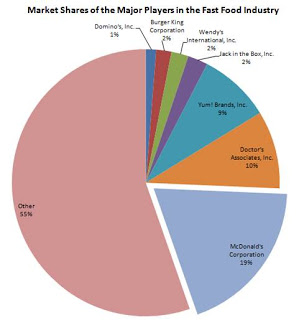 Market Shares of the Major Players in the Fast Food Industry
Domino's, Inc.
1%
Burger King
Corporation
2%
Wendy's
International, Inc.
2%
Jack in the Box, Inc.
2%
Yum! Brands, Inc.
9%
Doctor's
Associates, Inc.
10%
McDonald's
Corporation
19%
Other
55%